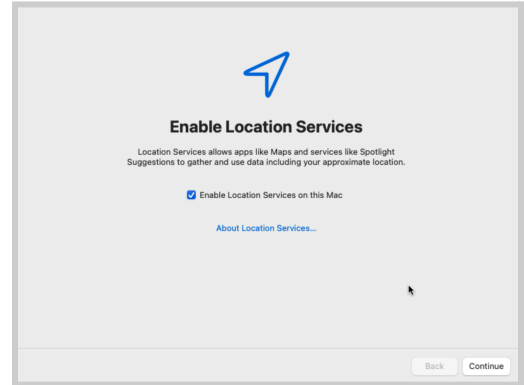 Enable Location Services
Location Services allows apps like Maps and services like Spotlight
Suggestions to gather and use data including your approximate location.
Enable Location Services on this Mac
About Location Services...
Back
Continue